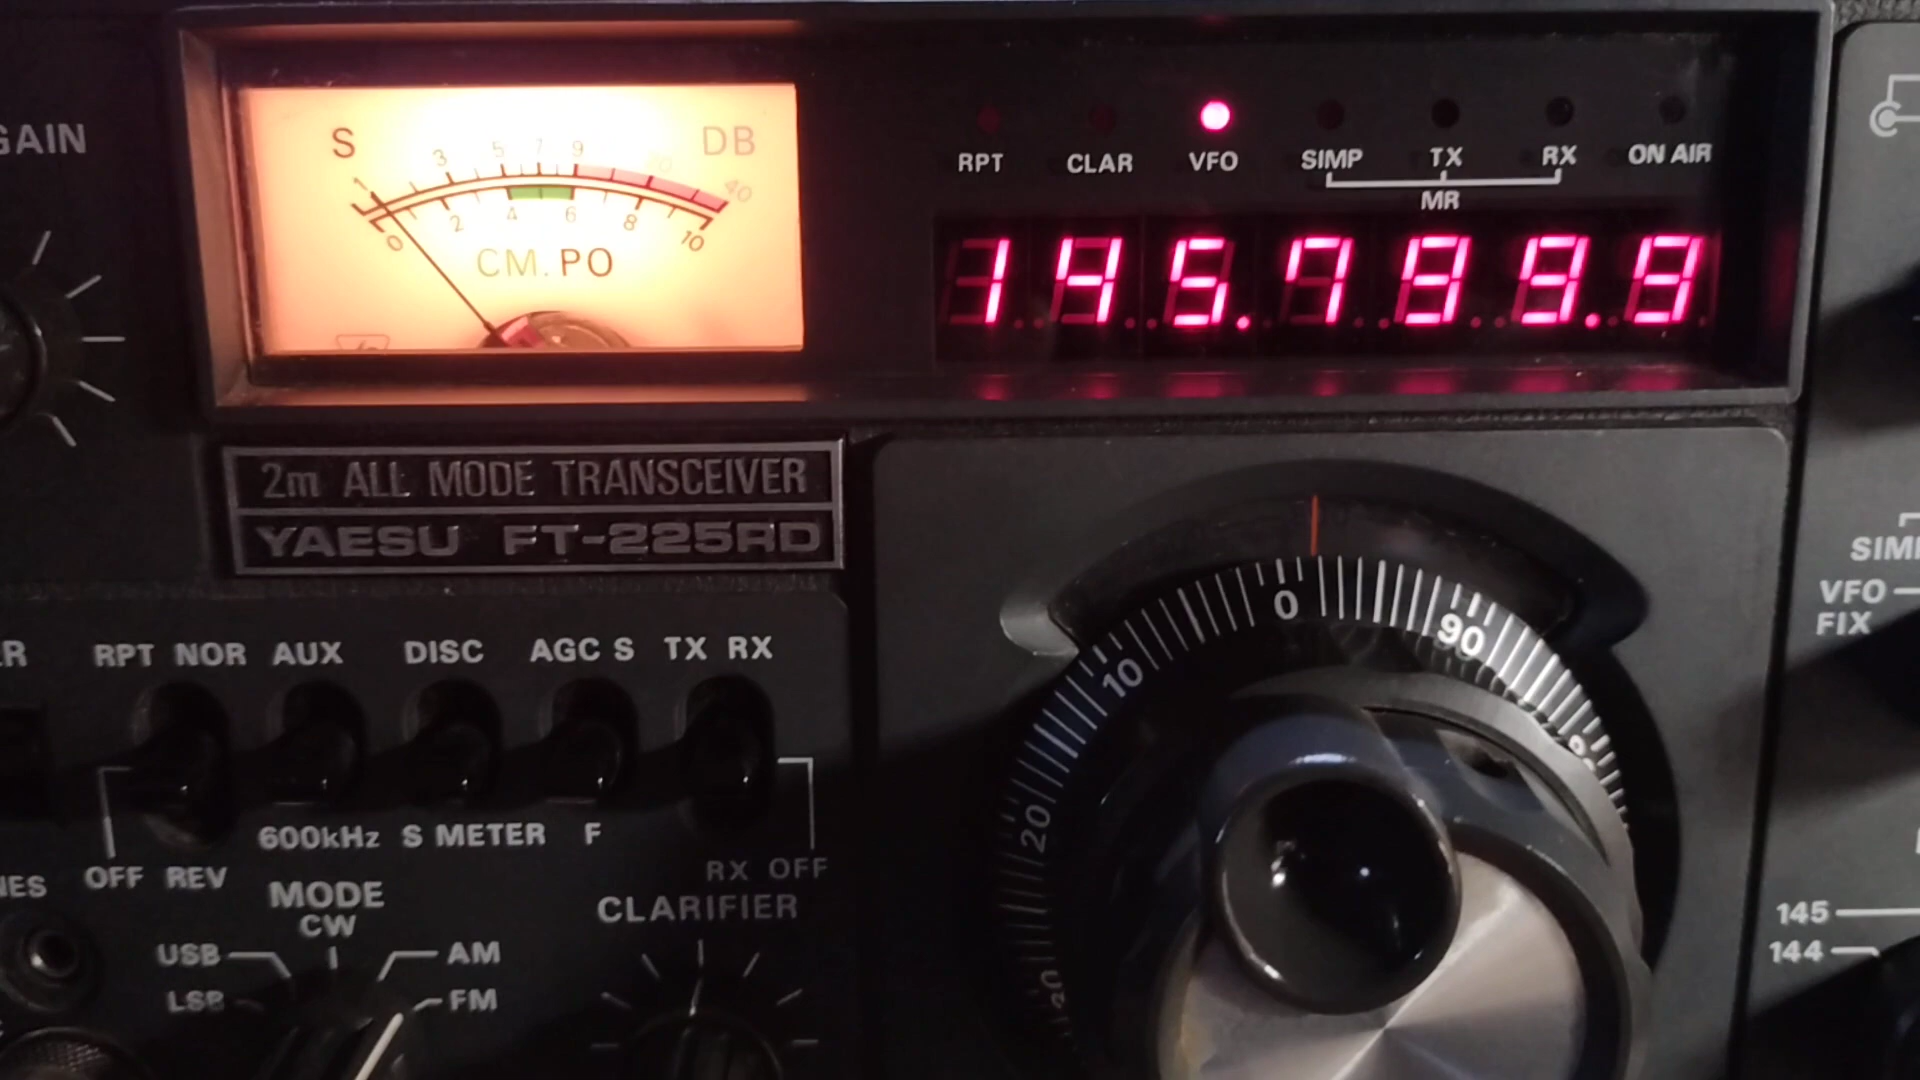 GAIN
S DB
1 3 5 7 9 20 40
0 2 4 6 8 10
CM. PO
RPT CLAR VFO SIMP TX RX ON AIR
MR
145.799.9
2m ALL MODE TRANSCEIVER
YAESU FT-225RD
RPT NOR AUX DISC AGC S TX RX
600kHz S METER F
OFF REV
RX OFF
MODE
CW
USB AM
LSB FM
CLARIFIER
0 90
10
20
VFO
FIX
145
144